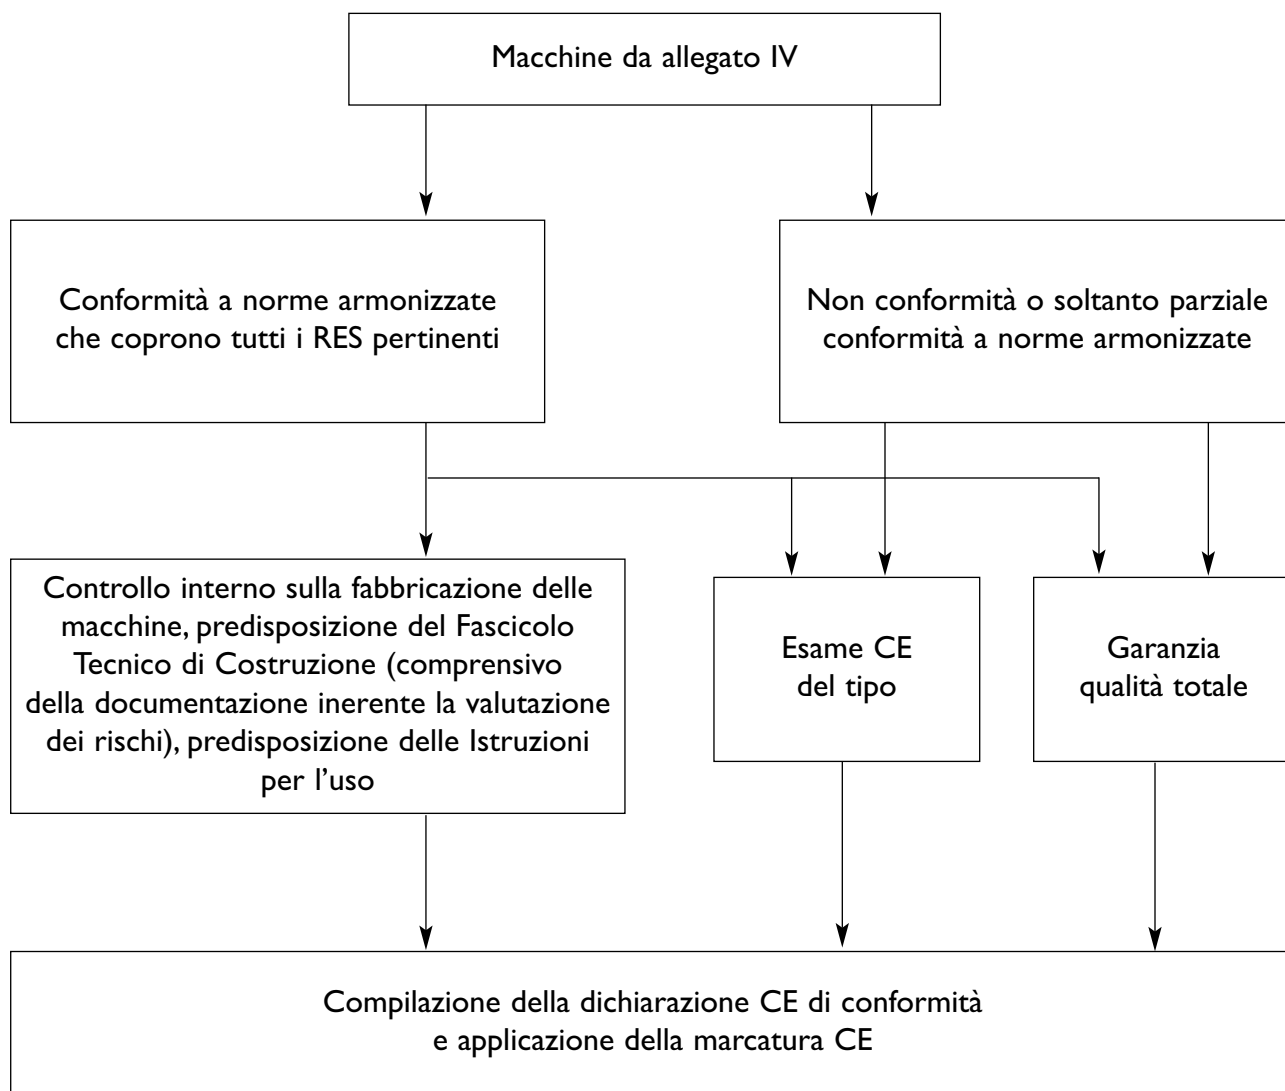 Macchine da allegato IV
Conformità a norme armonizzate
che coprono tutti i RES pertinenti
Non conformità o soltanto parziale
conformità a norme armonizzate
Controllo interno sulla fabbricazione delle
macchine, predisposizione del Fascicolo
Tecnico di Costruzione (comprensivo
della documentazione inerente la valutazione
dei rischi), predisposizione delle Istruzioni
per l’uso
Esame CE
del tipo
Garanzia
qualità totale
Compilazione della dichiarazione CE di conformità
e applicazione della marcatura CE